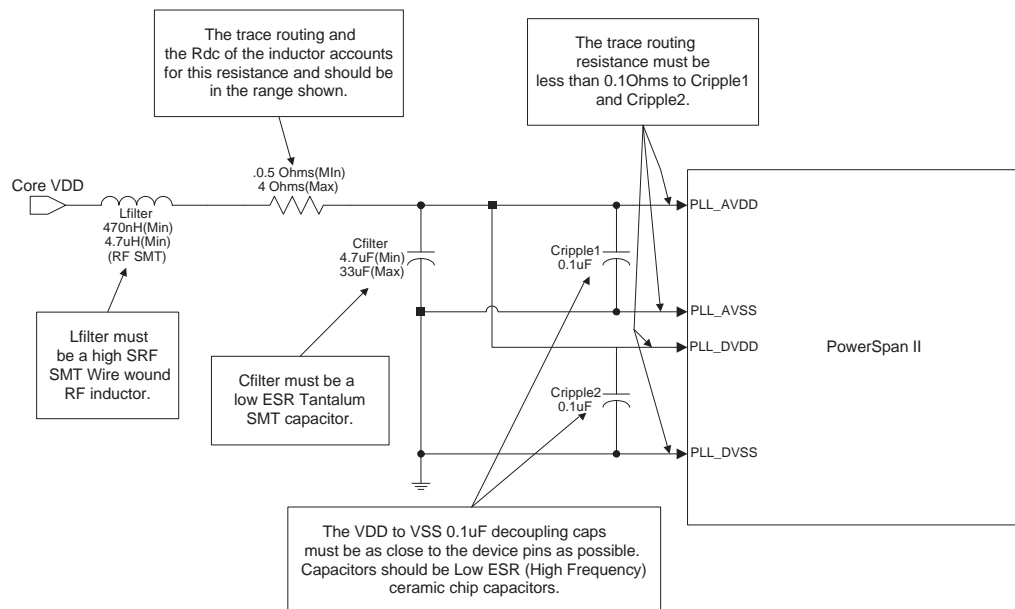 The trace routing and
the Rdc of the inductor accounts
for this resistance and should be
in the range shown.
The trace routing
resistance must be
less than 0.1Ohms to Cripple1
and Cripple2.
Core VDD
.0.5 Ohms(MIn)
4 Ohms(Max)
Lfilter
470nH(Min)
4.7uH(Min)
(RF SMT)
Cfilter
4.7uF(Min)
33uF(Max)
Cripple1
0.1uF
PLL_AVDD
PLL_AVSS
PLL_DVDD
PowerSpan II
Lfilter must
be a high SRF
SMT Wire wound
RF inductor.
Cfilter must be a
low ESR Tantalum
SMT capacitor.
Cripple2
0.1uF
PLL_DVSS
The VDD to VSS 0.1uF decoupling caps
must be as close to the device pins as possible.
Capacitors should be Low ESR (High Frequency)
ceramic chip capacitors.